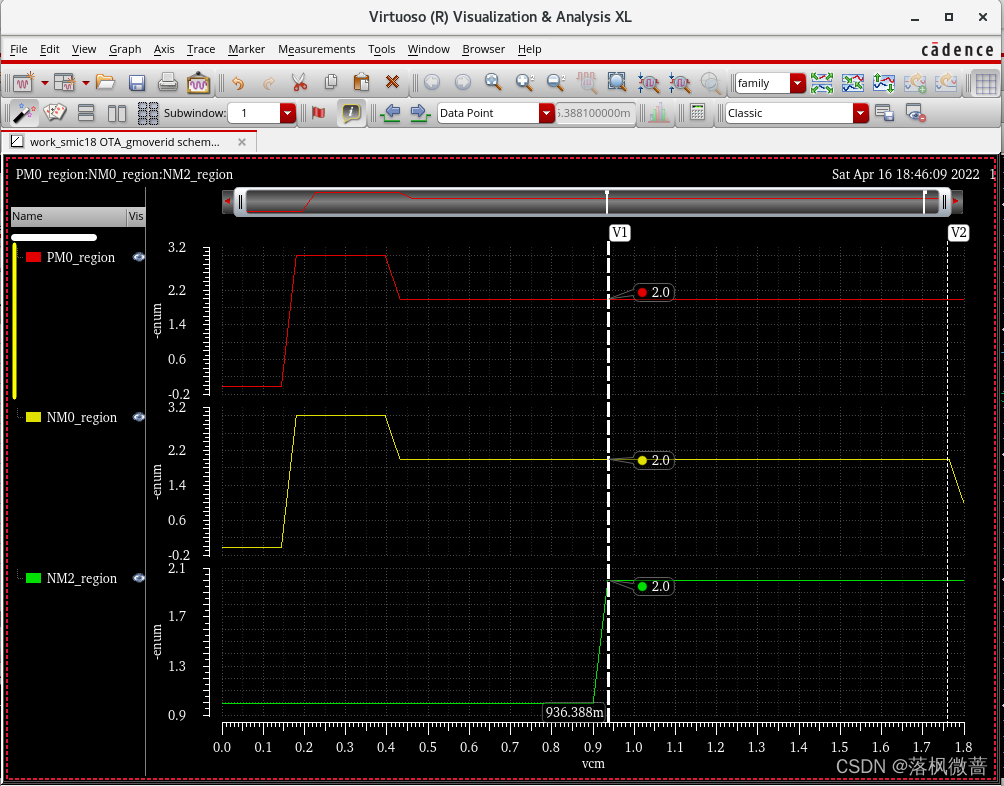 Virtuoso (R) Visualization & Analysis XL
File Edit View Graph Axis Trace Marker Measurements Tools Window Browser Help
cādence
family
Subwindow: 1 Data Point 5.388100000m Classic
work_smic18 OTA_gmoverid schem...
PM0_region:NM0_region:NM2_region Sat Apr 16 18:46:09 2022 1
Name Vis
V1 V2
PM0_region
3.2
2.2
1.4
0.6
-0.2
-enum
2.0
NM0_region
3.2
2.2
1.4
0.6
-0.2
-enum
2.0
NM2_region
2.1
1.7
1.3
0.9
-enum
2.0
936.388m
0.0 0.1 0.2 0.3 0.4 0.5 0.6 0.7 0.8 0.9 1.0 1.1 1.2 1.3 1.4 1.5 1.6 1.7 1.8
vcm
CSDN @落枫微蔷